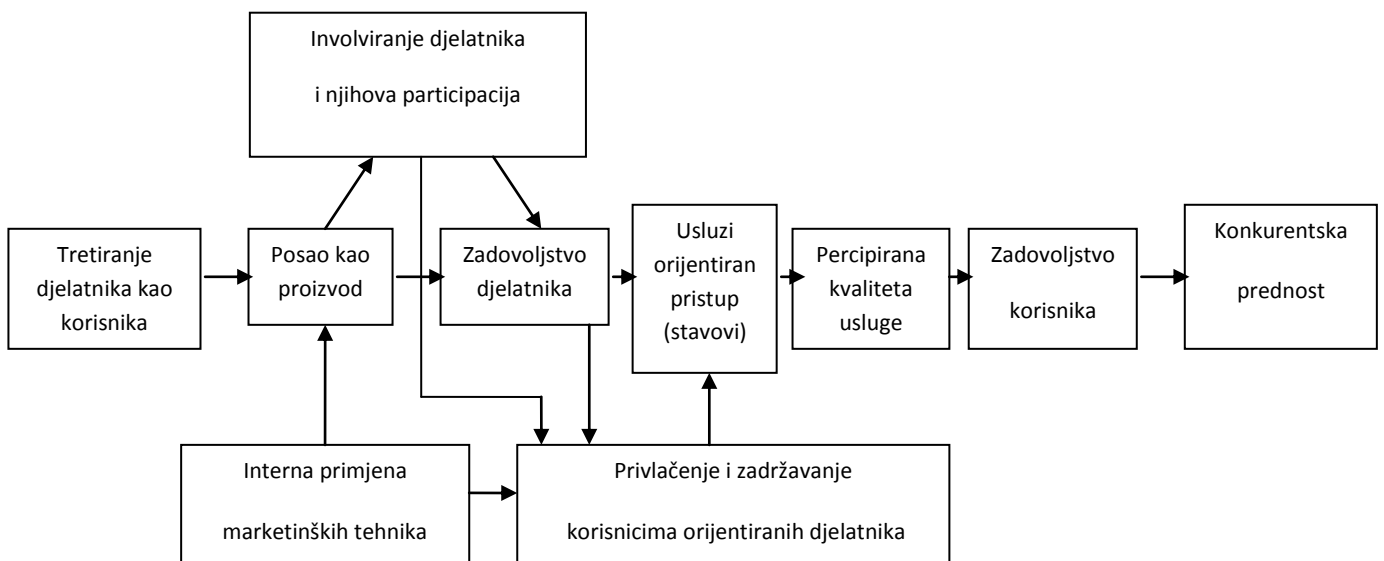 Involviranje djelatnika
i njihova participacija
Tretiranje
djelatnika kao
korisnika
Posao kao
proizvod
Zadovoljstvo
djelatnika
Usluzi
orijentiran
pristup
(stavovi)
Percipirana
kvaliteta
usluge
Zadovoljstvo
korisnika
Konkurentska
prednost
Interna primjena
marketinških tehnika
Privlačenje i zadržavanje
korisnicima orijentiranih djelatnika